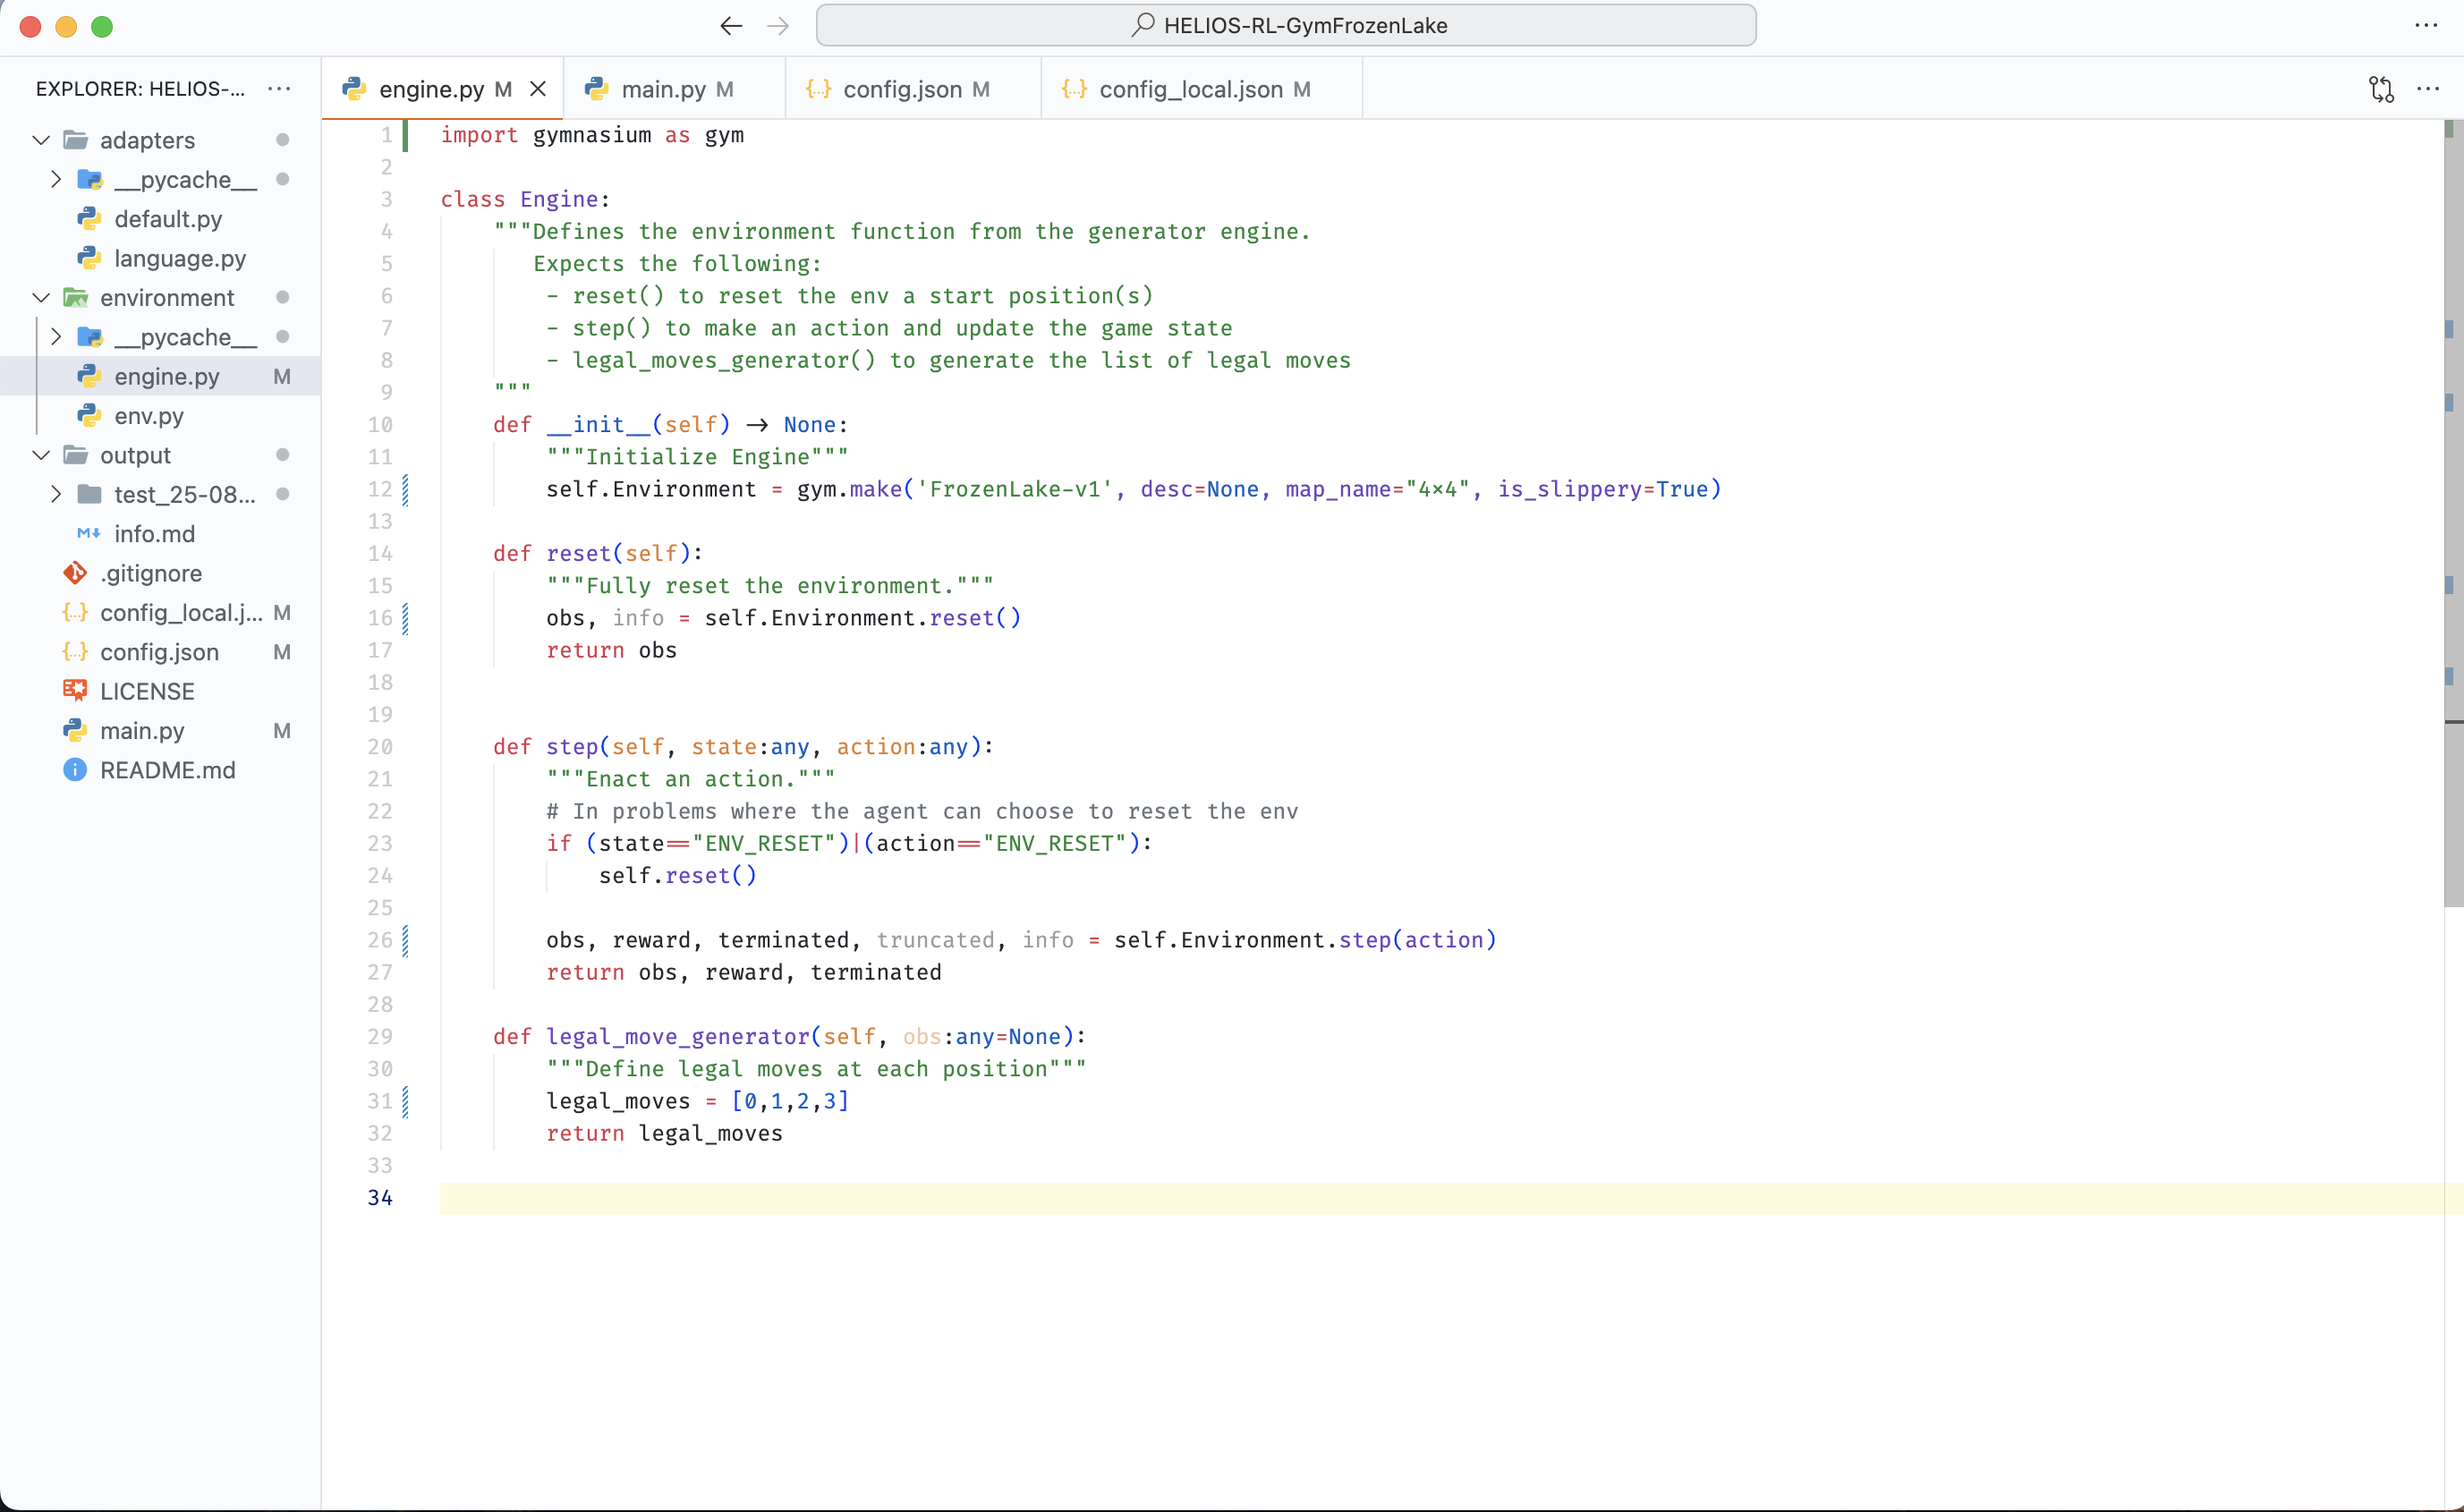 HELIOS-RL-GymFrozenLake
EXPLORER: HELIOS-...
adapters
__pycache__
default.py
language.py
environment
__pycache__
engine.py M
env.py
output
test_25-08...
info.md
.gitignore
config_local.j... M
config.json M
LICENSE
main.py M
README.md
engine.py M
main.py M
config.json M
config_local.json M
1 import gymnasium as gym
2
3 class Engine:
4 """Defines the environment function from the generator engine.
5 Expects the following:
6 - reset() to reset the env a start position(s)
7 - step() to make an action and update the game state
8 - legal_moves_generator() to generate the list of legal moves
9 """
10 def __init__(self) -> None:
11 """Initialize Engine"""
12 self.Environment = gym.make('FrozenLake-v1', desc=None, map_name="4x4", is_slippery=True)
13
14 def reset(self):
15 """Fully reset the environment."""
16 obs, info = self.Environment.reset()
17 return obs
18
19
20 def step(self, state:any, action:any):
21 """Enact an action."""
22 # In problems where the agent can choose to reset the env
23 if (state=="ENV_RESET")|(action=="ENV_RESET"):
24 self.reset()
25
26 obs, reward, terminated, truncated, info = self.Environment.step(action)
27 return obs, reward, terminated
28
29 def legal_move_generator(self, obs:any=None):
30 """Define legal moves at each position"""
31 legal_moves = [0,1,2,3]
32 return legal_moves
33
34